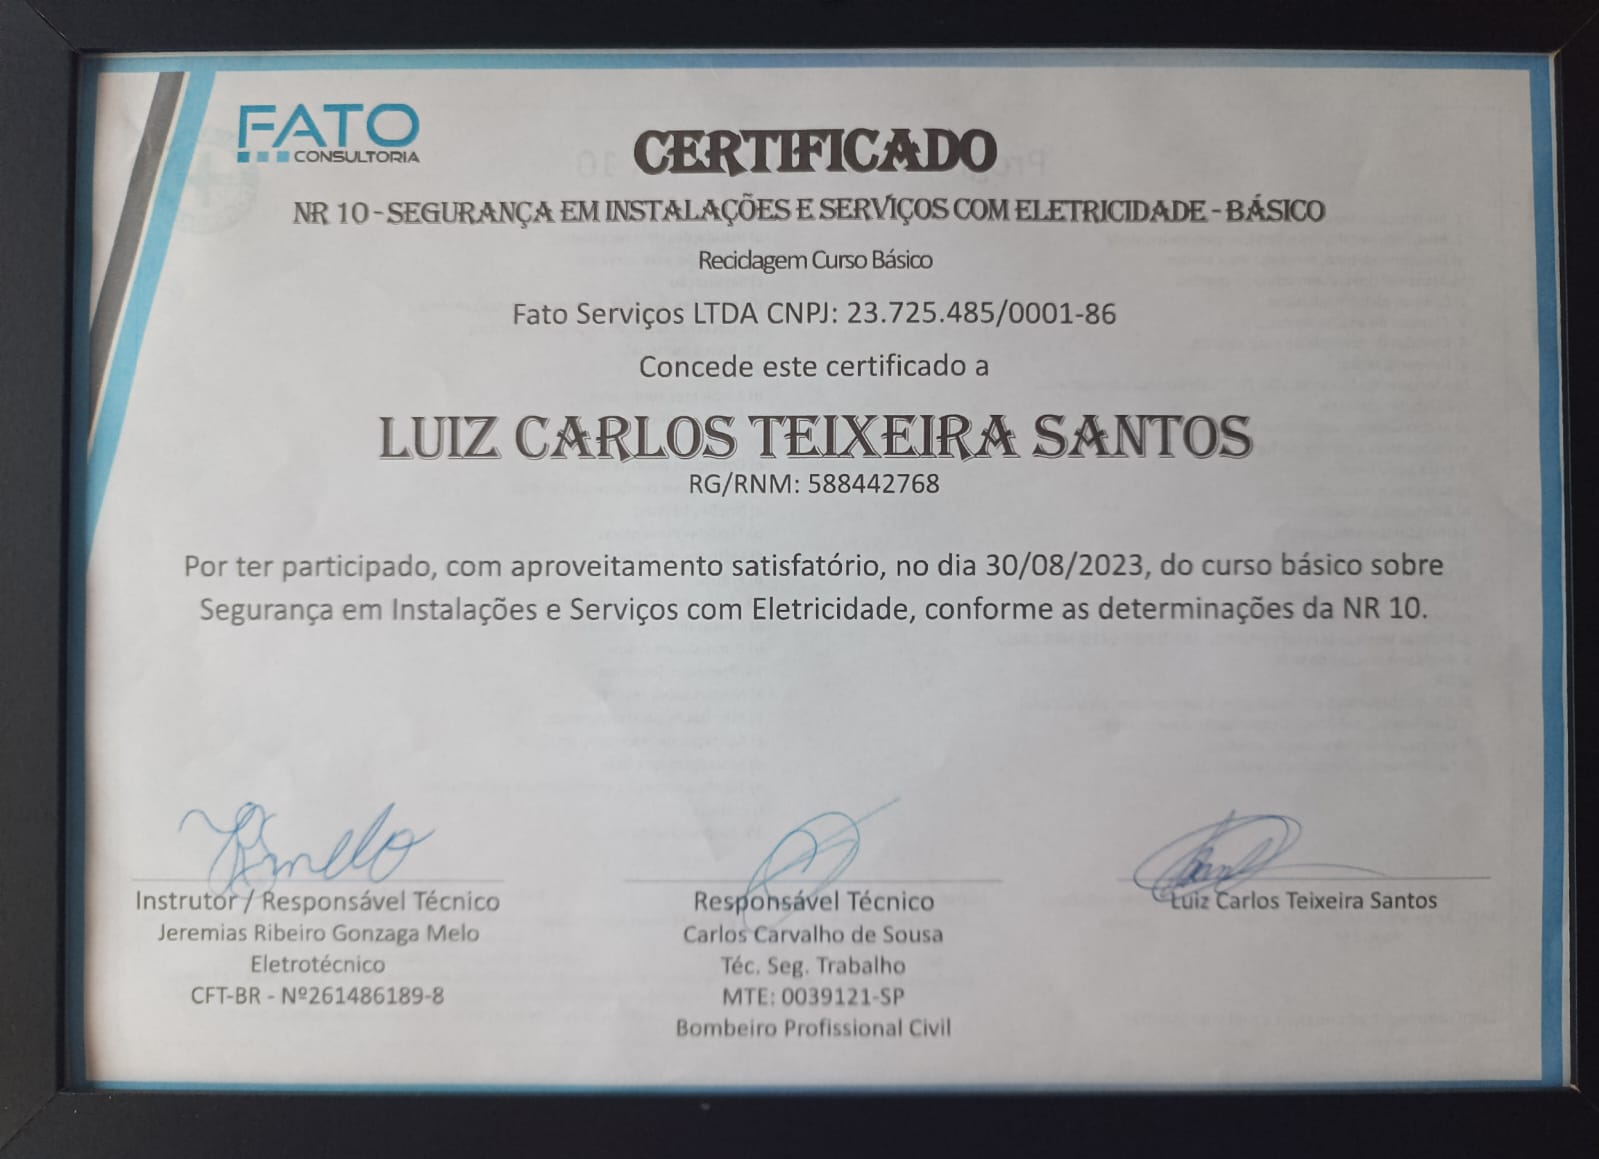 FATO
CONSULTORIA
CERTIFICADO
NR 10 - SEGURANÇA EM INSTALAÇÕES E SERVIÇOS COM ELETRICIDADE - BÁSICO
Reciclagem Curso Básico
Fato Serviços LTDA CNPJ: 23.725.485/0001-86
Concede este certificado a
LUIZ CARLOS TEIXEIRA SANTOS
RG/RNM: 588442768
Por ter participado, com aproveitamento satisfatório, no dia 30/08/2023, do curso básico sobre
Segurança em Instalações e Serviços com Eletricidade, conforme as determinações da NR 10.
Instrutor / Responsável Técnico
Jeremias Ribeiro Gonzaga Melo
Eletrotécnico
CFT-BR - Nº261486189-8
Responsável Técnico
Carlos Carvalho de Sousa
Téc. Seg. Trabalho
MTE: 0039121-SP
Bombeiro Profissional Civil
Luiz Carlos Teixeira Santos